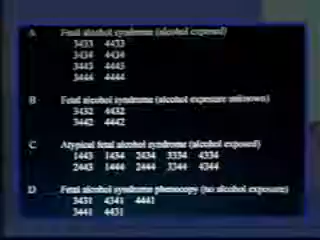 A Fetal alcohol syndrome (alcohol exposed)
3433 4433
3434 4434
3443 4443
3444 4444
B Fetal alcohol syndrome (alcohol exposure unknown)
3432 4432
3442 4442
C Atypical fetal alcohol syndrome (alcohol exposed)
1443 1434 2434 3334 4334
2443 1444 2444 3344 4344
D Fetal alcohol syndrome phenocopy (no alcohol exposure)
3431 4341 4441
3441 4431